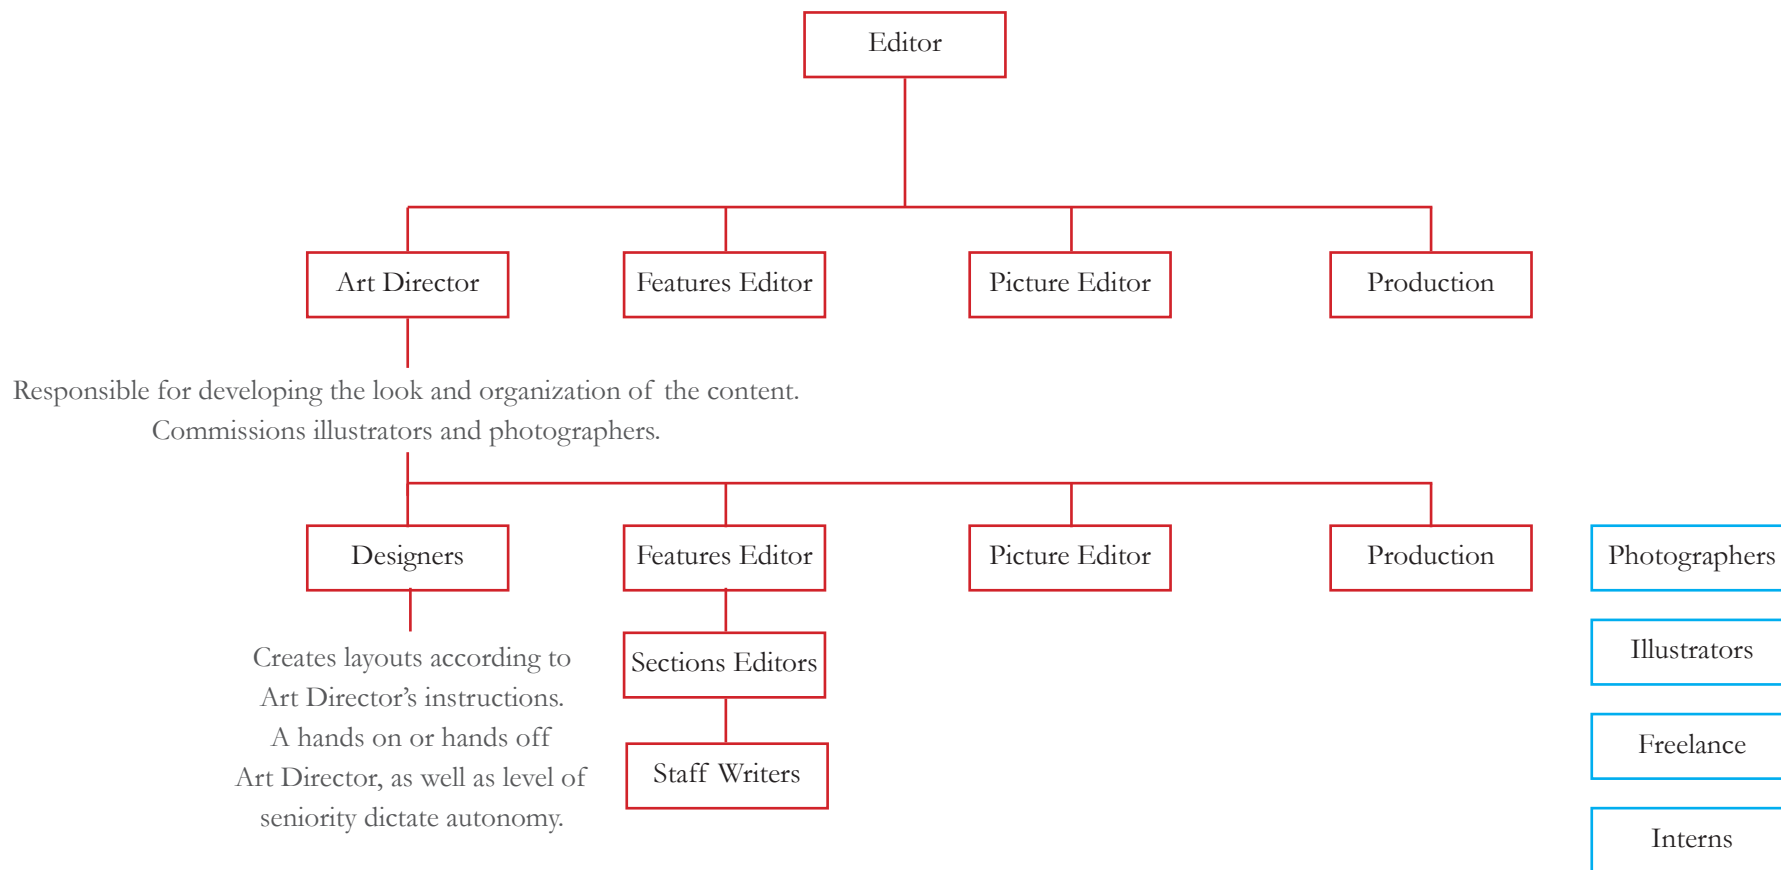 Editor
Art Director
Features Editor
Picture Editor
Production
Responsible for developing the look and organization of the content.
Commissions illustrators and photographers.
Designers
Features Editor
Picture Editor
Production
Photographers
Creates layouts according to
Art Director’s instructions.
A hands on or hands off
Art Director, as well as level of
seniority dictate autonomy.
Sections Editors
Staff Writers
Illustrators
Freelance
Interns